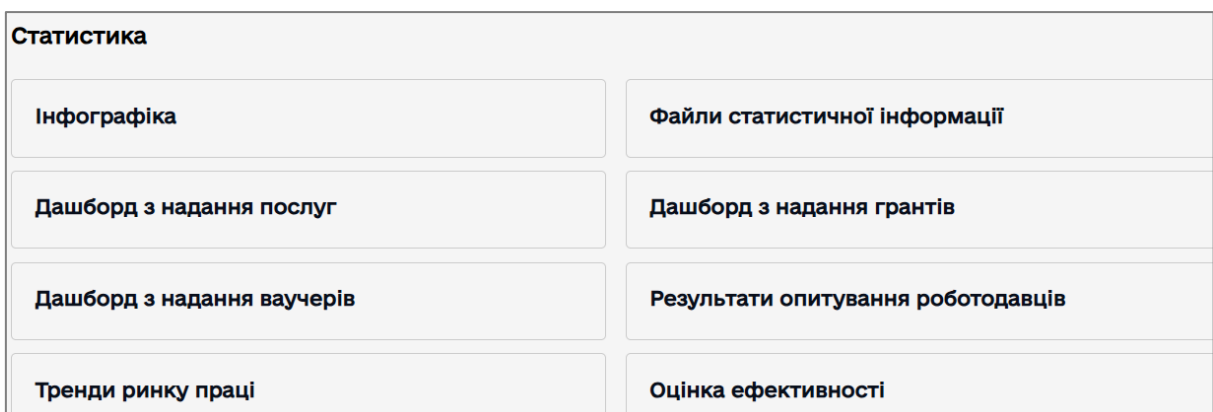 Статистика
Інфографіка
Файли статистичної інформації
Дашборд з надання послуг
Дашборд з надання грантів
Дашборд з надання ваучерів
Результати опитування роботодавців
Тренди ринку праці
Оцінка ефективності